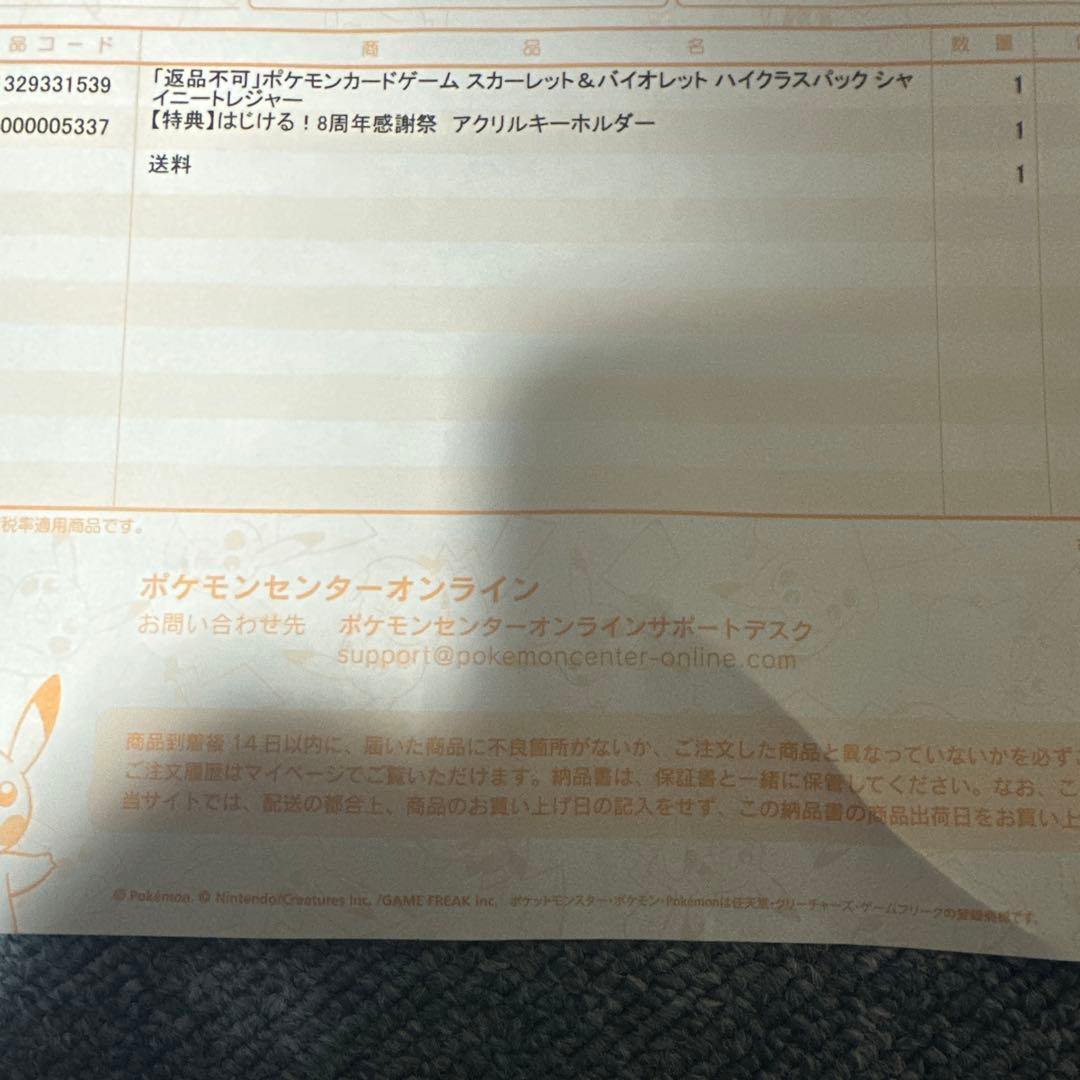 品コード 商 品 名 数 量
329331539 「返品不可」ポケモンカードゲーム スカーレット＆バイオレット ハイクラスパック シャ 1
イニートレジャー
000005337 【特典】はじける！8周年感謝祭 アクリルキーホルダー 1
送料 1
税率適用商品です。
ポケモンセンターオンライン
お問い合わせ先 ポケモンセンターオンラインサポートデスク
support@pokemoncenter-online.com
商品到着後14日以内に、届いた商品に不良箇所がないか、ご注文した商品と異なっていないかを必ずご
ご注文履歴はマイページでご覧いただけます。納品書は、保証書と一緒に保管してください。なお、こ
当サイトでは、配送の都合上、商品のお買い上げ日の記入をせず、この納品書の商品出荷日をお買い上
© Pokémon. © Nintendo/Creatures Inc. /GAME FREAK inc. ポケットモンスター・ポケモン・Pokémonは任天堂・クリーチャーズ・ゲームフリークの登録商標です。